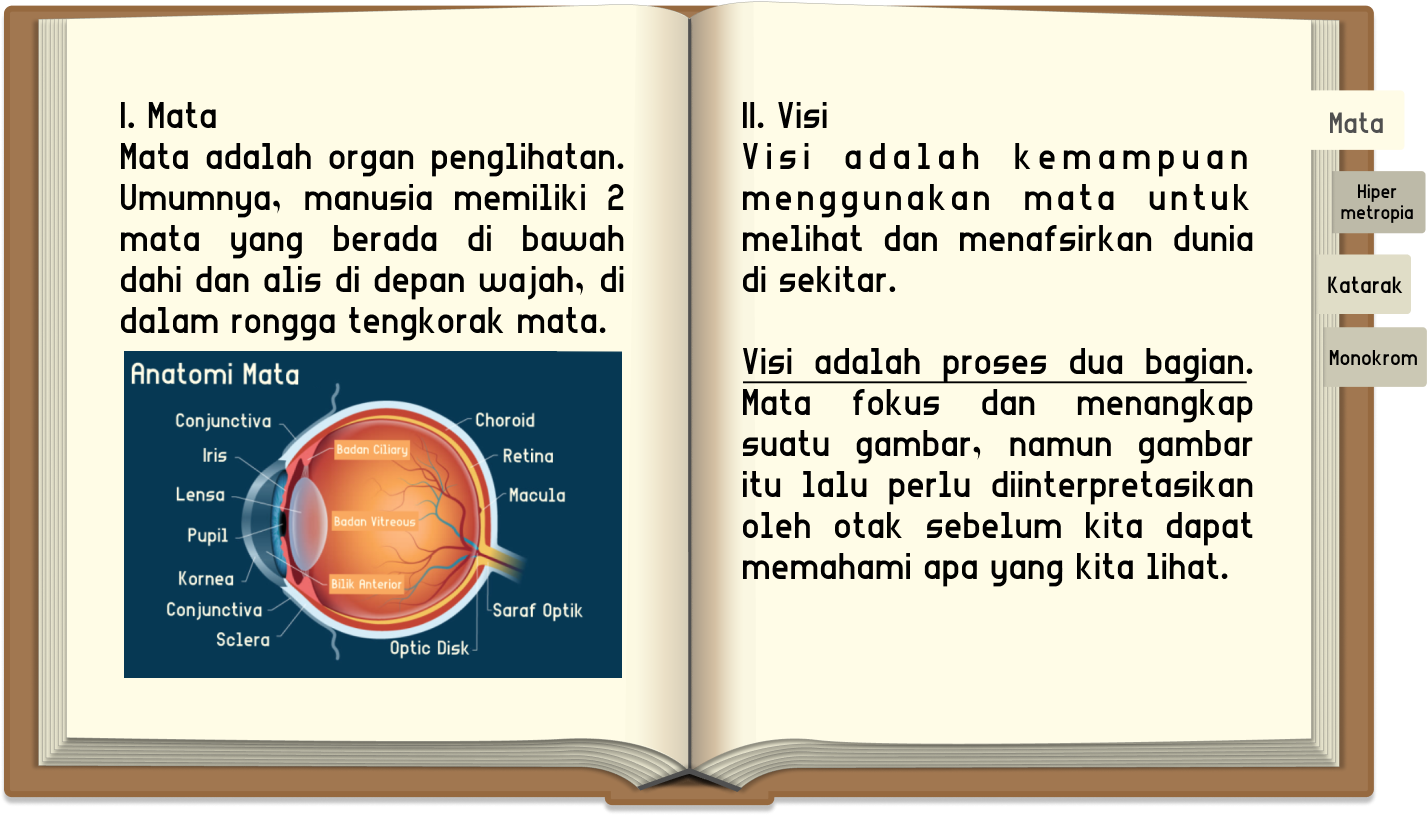 I. Mata
Mata adalah organ penglihatan.
Umumnya, manusia memiliki 2
mata yang berada di bawah
dahi dan alis di depan wajah, di
dalam rongga tengkorak mata.
Anatomi Mata
Conjunctiva
Iris
Lensa
Pupil
Kornea
Conjunctiva
Sclera
Badan Ciliary
Badan Vitreous
Bilik Anterior
Choroid
Retina
Macula
Saraf Optik
Optic Disk
II. Visi
Visi adalah kemampuan
menggunakan mata untuk
melihat dan menafsirkan dunia
di sekitar.
Visi adalah proses dua bagian.
Mata fokus dan menangkap
suatu gambar, namun gambar
itu lalu perlu diinterpretasikan
oleh otak sebelum kita dapat
memahami apa yang kita lihat.
Mata
Hiper
metropia
Katarak
Monokrom